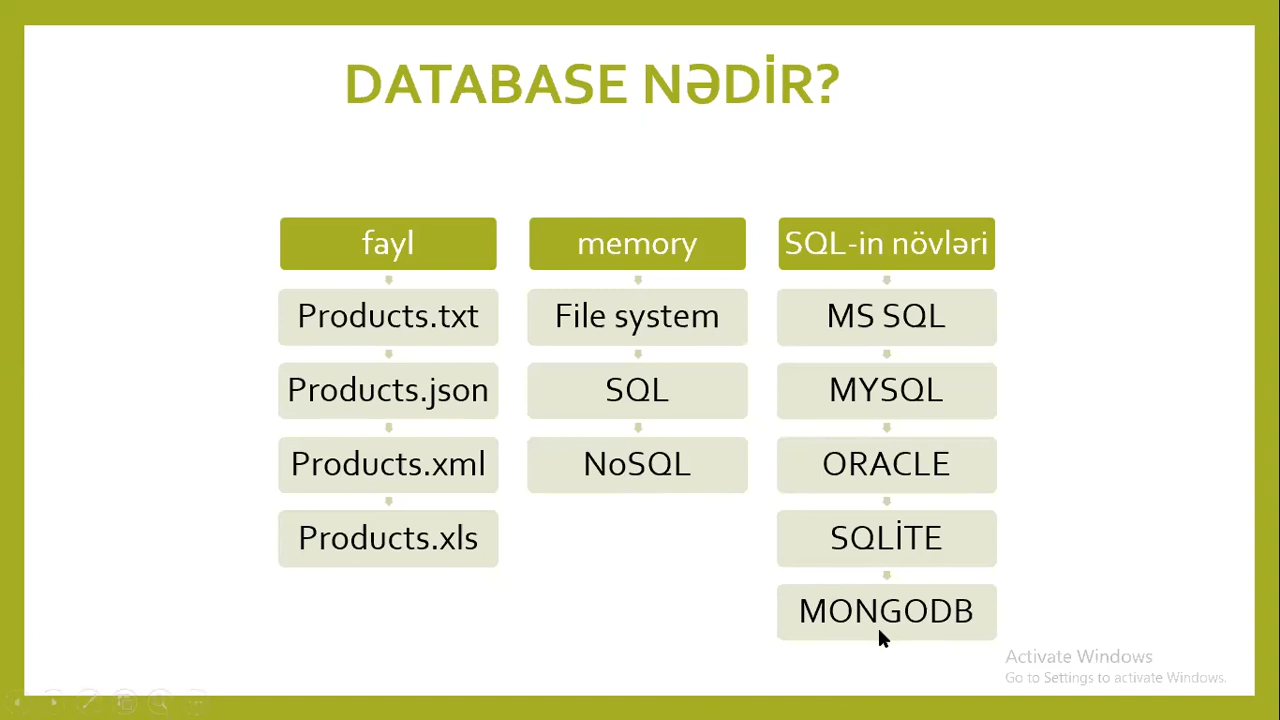 DATABASE NƏDİR?
fayl
Products.txt
Products.json
Products.xml
Products.xls
memory
File system
SQL
NoSQL
SQL-in növləri
MS SQL
MYSQL
ORACLE
SQLİTE
MONGODB
Activate Windows
Go to Settings to activate Windows.